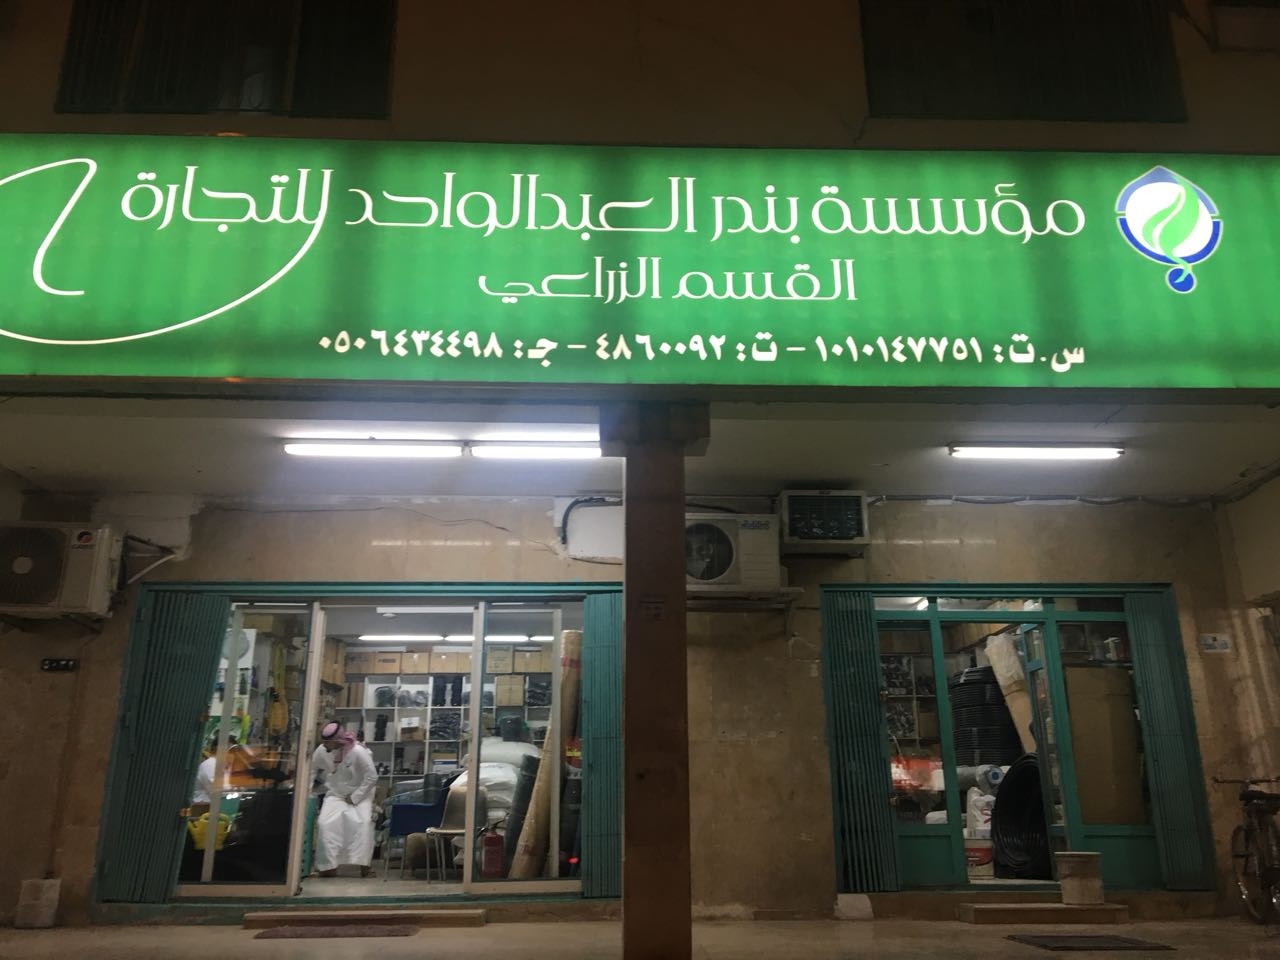 مؤسسة بندر العبدالواحد للتجارة
القسم الزراعي
س.ت: ١٠١٠١٤٧٧٥١ - ت: ٤٨٦٠٠٩٢ - ج: ٠٥٠٦٤٣٤٤٩٨